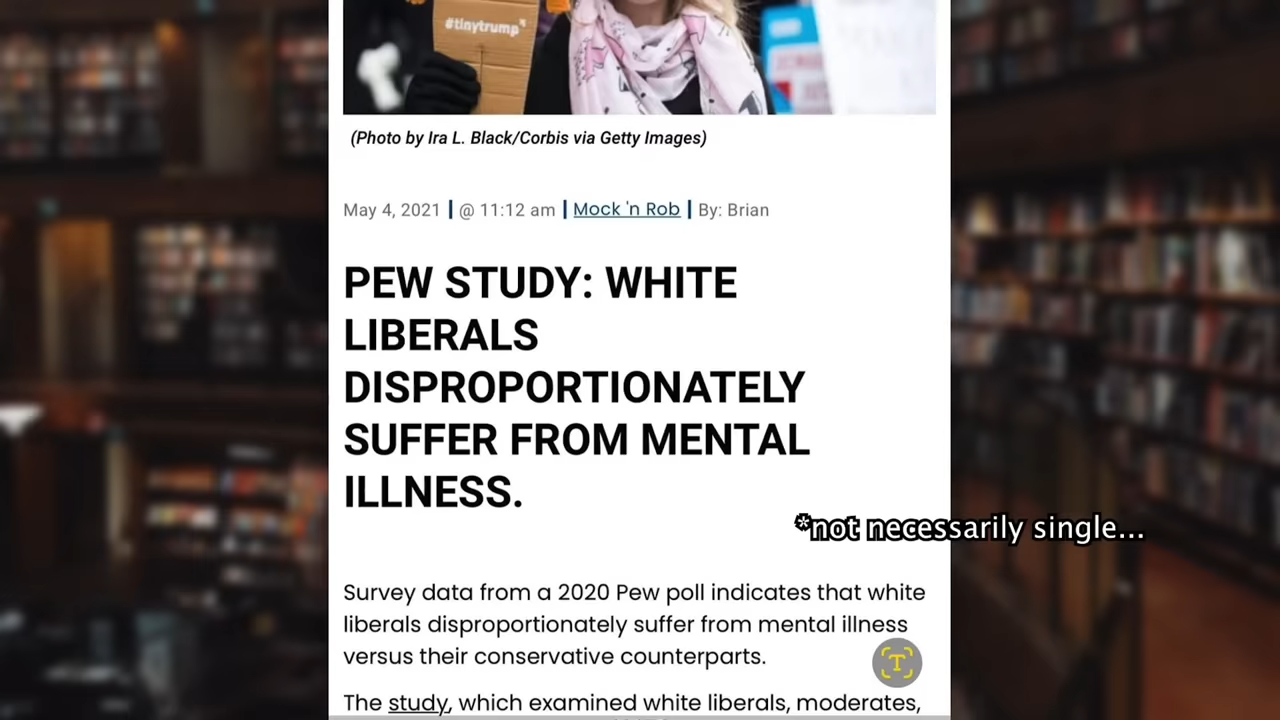 #tinytrump
(Photo by Ira L. Black/Corbis via Getty Images)
May 4, 2021 | @ 11:12 am | Mock 'n Rob | By: Brian
PEW STUDY: WHITE
LIBERALS
DISPROPORTIONATELY
SUFFER FROM MENTAL
ILLNESS.
*not necessarily single...
Survey data from a 2020 Pew poll indicates that white
liberals disproportionately suffer from mental illness
versus their conservative counterparts.
T
The study, which examined white liberals, moderates,